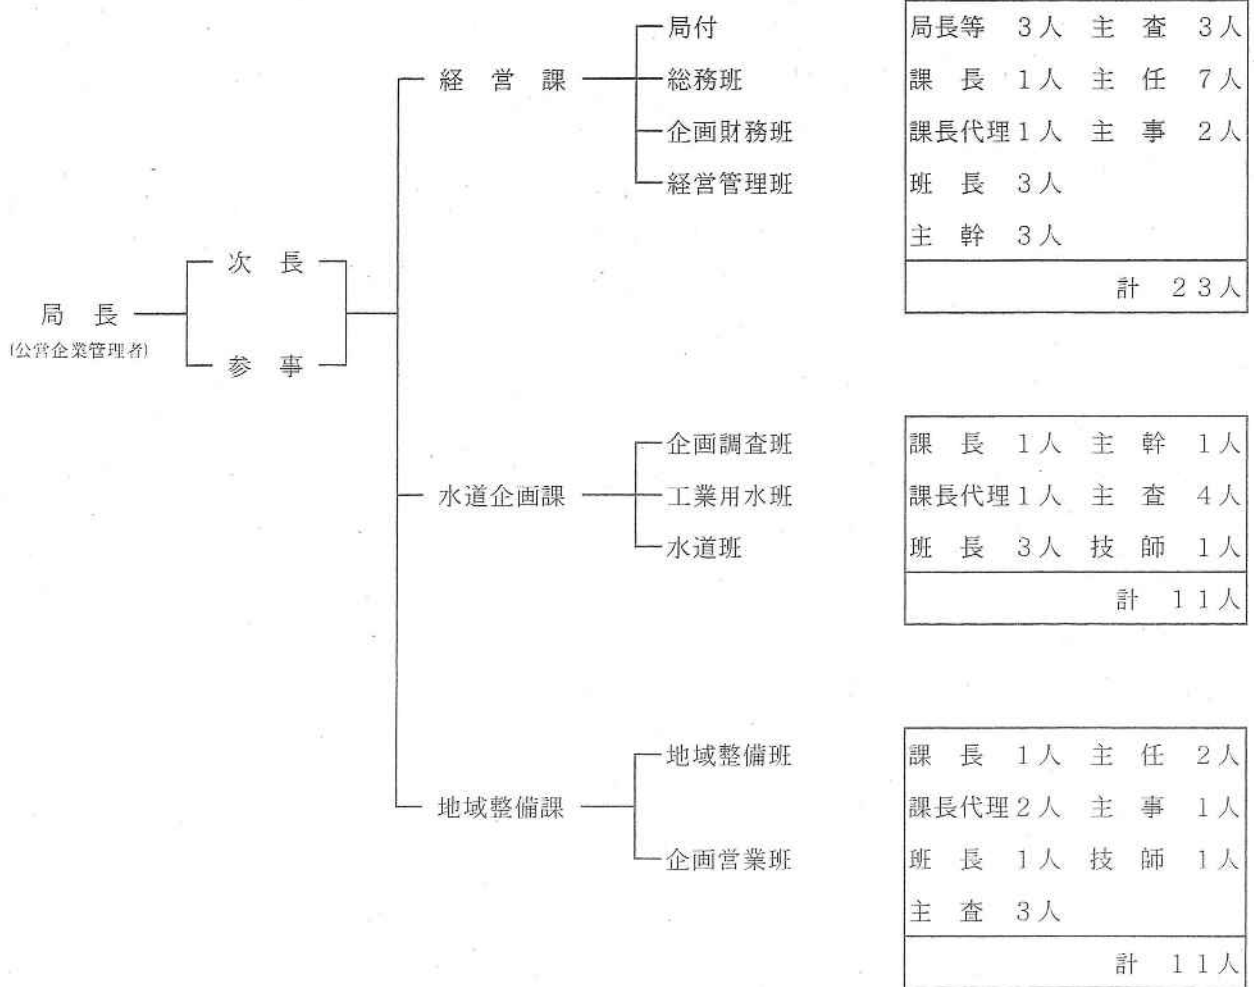 局長
(公営企業管理者)
次長
参事
経営課
局付
総務班
企画財務班
経営管理班
局長等 3人 主査 3人
課長 1人 主任 7人
課長代理1人 主事 2人
班長 3人
主幹 3人
計 23人
水道企画課
企画調査班
工業用水班
水道班
課長 1人 主幹 1人
課長代理1人 主査 4人
班長 3人 技師 1人
計 11人
地域整備課
地域整備班
企画営業班
課長 1人 主任 2人
課長代理2人 主事 1人
班長 1人 技師 1人
主査 3人
計 11人